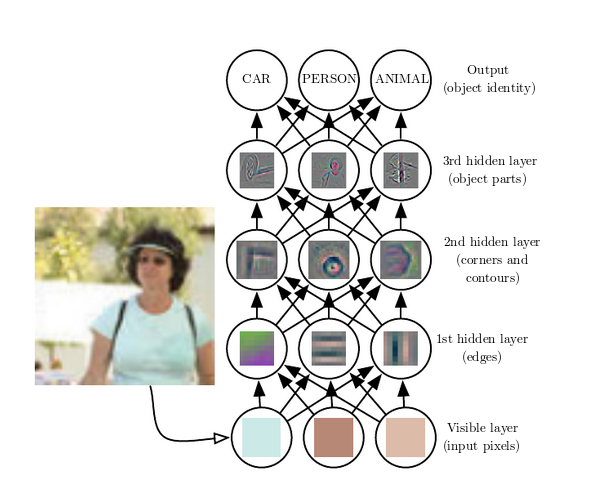 CAR PERSON ANIMAL
Output
(object identity)
3rd hidden layer
(object parts)
2nd hidden layer
(corners and
contours)
1st hidden layer
(edges)
Visible layer
(input pixels)